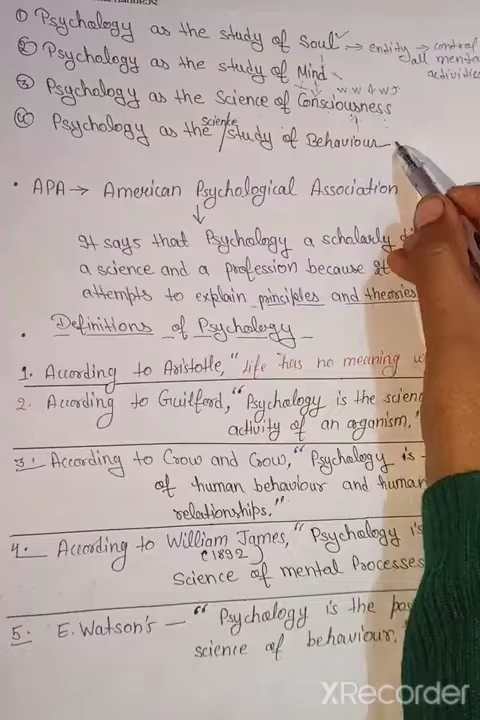 ① Psychology as the study of Soul → entity → control all mental activities
② Psychology as the study of Mind
③ Psychology as the Science of Consciousness W W & WJ
④ Psychology as the science/study of Behaviour
• APA → American Psychological Association
It says that Psychology a scholarly
a science and a profession because it
attempts to explain principles and theories
• Definitions of Psychology
1. According to Aristotle, "life has no meaning
2. According to Guilford, "Psychology is the
activity of an organism."
3. According to Crow and Crow, "Psychology is
of human behaviour and human
relationships."
4. According to William James, "Psychology is
(1892)
Science of mental Processes
5. E. Watson's — "Psychology is the
science of behaviour.
XRecorder